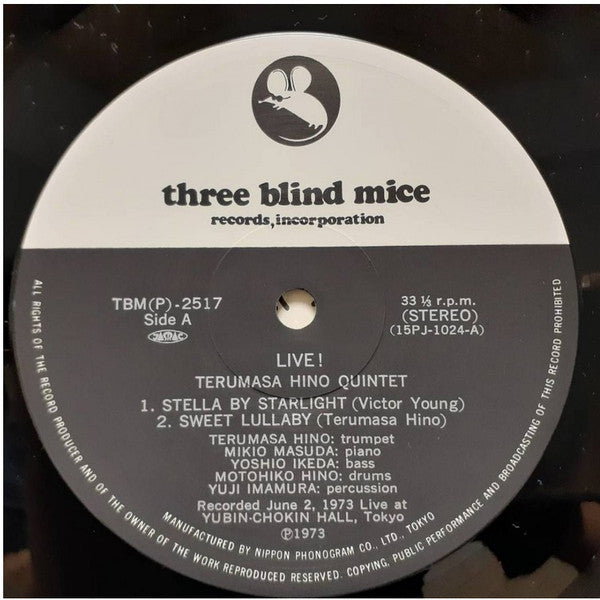 three blind mice
records, incorporation
TBM(P)-2517
Side A
JASRAC
33 ⅓ r.p.m.
(STEREO)
(15PJ-1024-A)
LIVE!
TERUMASA HINO QUINTET
1. STELLA BY STARLIGHT (Victor Young)
2. SWEET LULLABY (Terumasa Hino)
TERUMASA HINO: trumpet
MIKIO MASUDA: piano
YOSHIO IKEDA: bass
MOTOHIKO HINO: drums
YUJI IMAMURA: percussion
Recorded June 2, 1973 Live at
YUBIN-CHOKIN HALL, Tokyo
Ⓟ1973
MANUFACTURED BY NIPPON PHONOGRAM CO., LTD., TOKYO
ALL RIGHTS OF THE RECORD PRODUCER AND OF THE OWNER OF THE WORK REPRODUCED RESERVED. COPYING, PUBLIC PERFORMANCE AND BROADCASTING OF THIS RECORD PROHIBITED